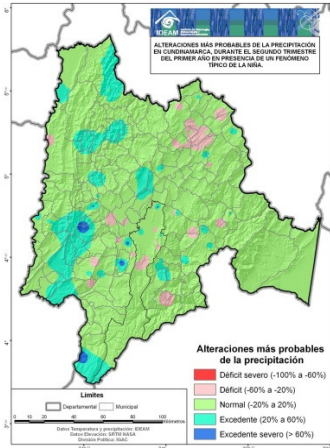 IDEAM
ALTERACIONES MÁS PROBABLES DE LA PRECIPITACIÓN
EN CUNDINAMARCA, DURANTE EL SEGUNDO TRIMESTRE
DEL PRIMER AÑO EN PRESENCIA DE UN FENÓMENO
TÍPICO DE LA NIÑA.
Alteraciones más probables
de la precipitación
Déficit severo (-100% a -60%)
Déficit (-60% a -20%)
Normal (-20% a 20%)
Excedente (20% a 60%)
Excedente severo (> 60%)
Límites
Departamental
Municipal
Datos Temperatura y precipitación: IDEAM
Datos Elevación: SRTM NASA
División Política: IGAC